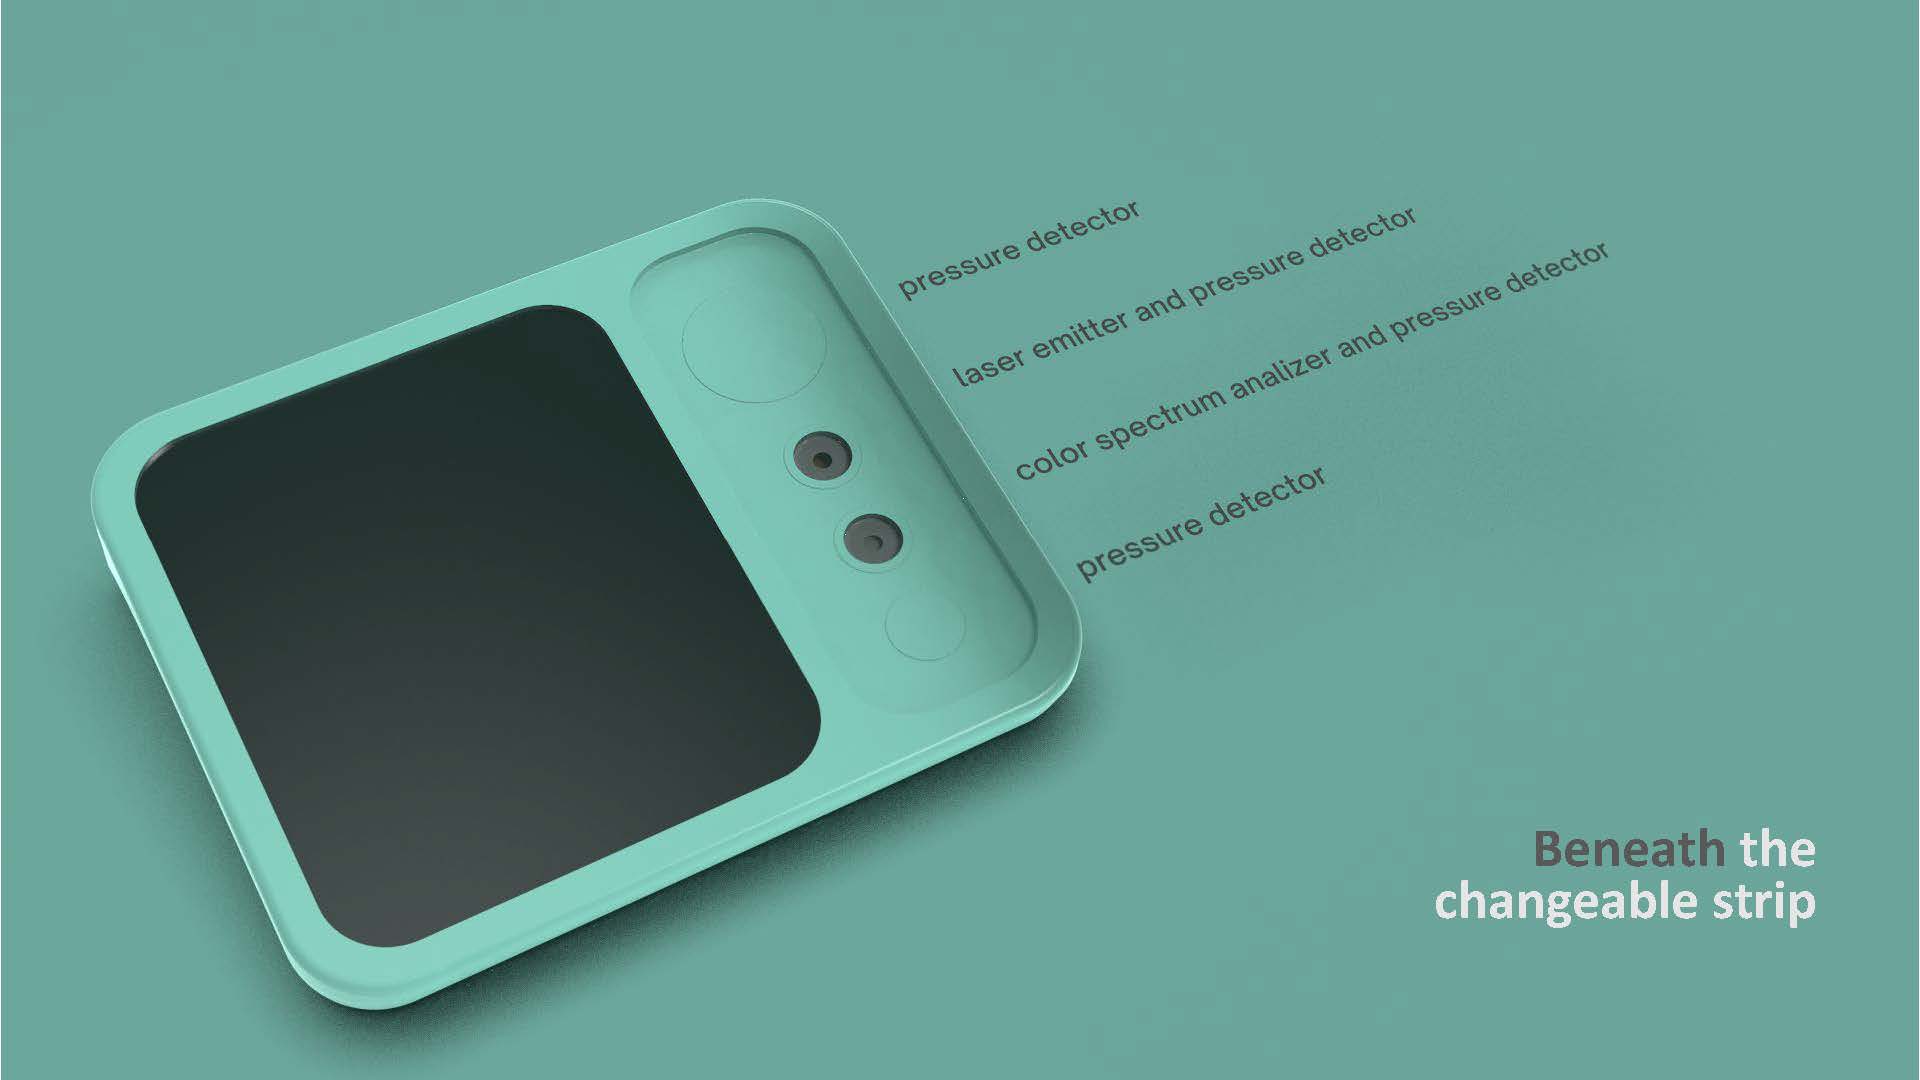 pressure detector
laser emitter and pressure detector
color spectrum analizer and pressure detector
pressure detector
Beneath the
changeable strip